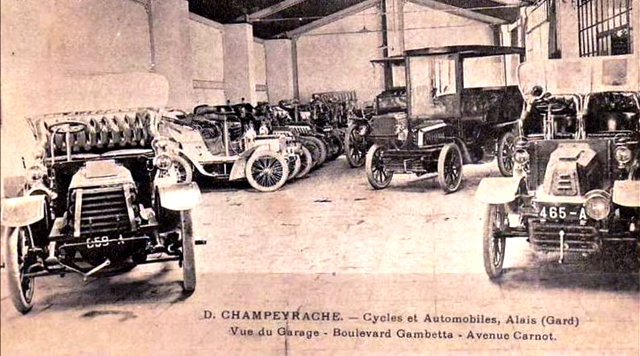 659-A
465-A
D. CHAMPEYRACHE. — Cycles et Automobiles, Alais (Gard)
Vue du Garage - Boulevard Gambetta - Avenue Carnot.